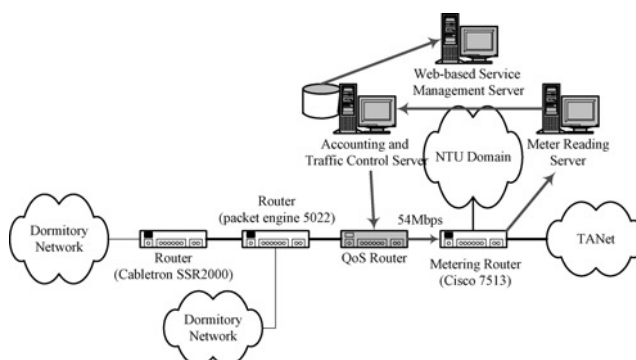 Web-based Service
Management Server
Accounting and
Traffic Control Server
NTU Domain
Meter Reading
Server
Router
(packet engine 5022)
54Mbps
Dormitory
Network
Router
(Cabletron SSR2000)
QoS Router
Metering Router
(Cisco 7513)
TANet
Dormitory
Network